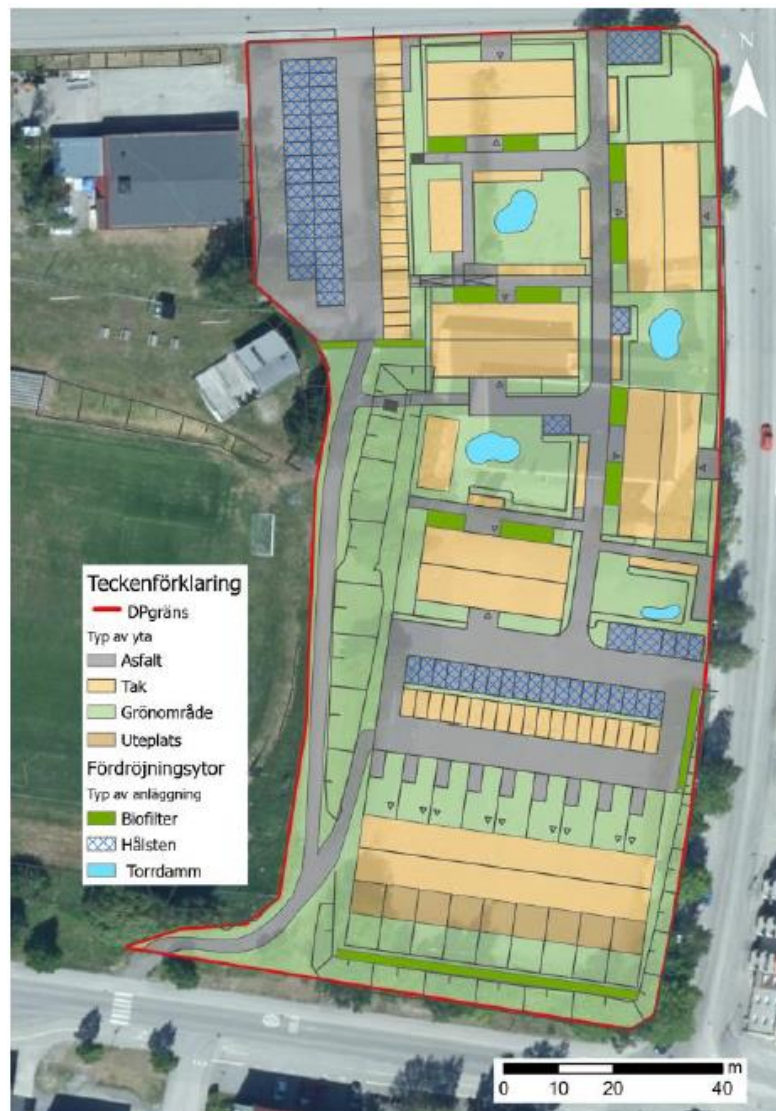 N
Teckenförklaring
DPgräns
Typ av yta
Asfalt
Tak
Grönområde
Uteplats
Fördröjningsytor
Typ av anläggning
Biofilter
Hålsten
Torrdamm
m
0 10 20 40